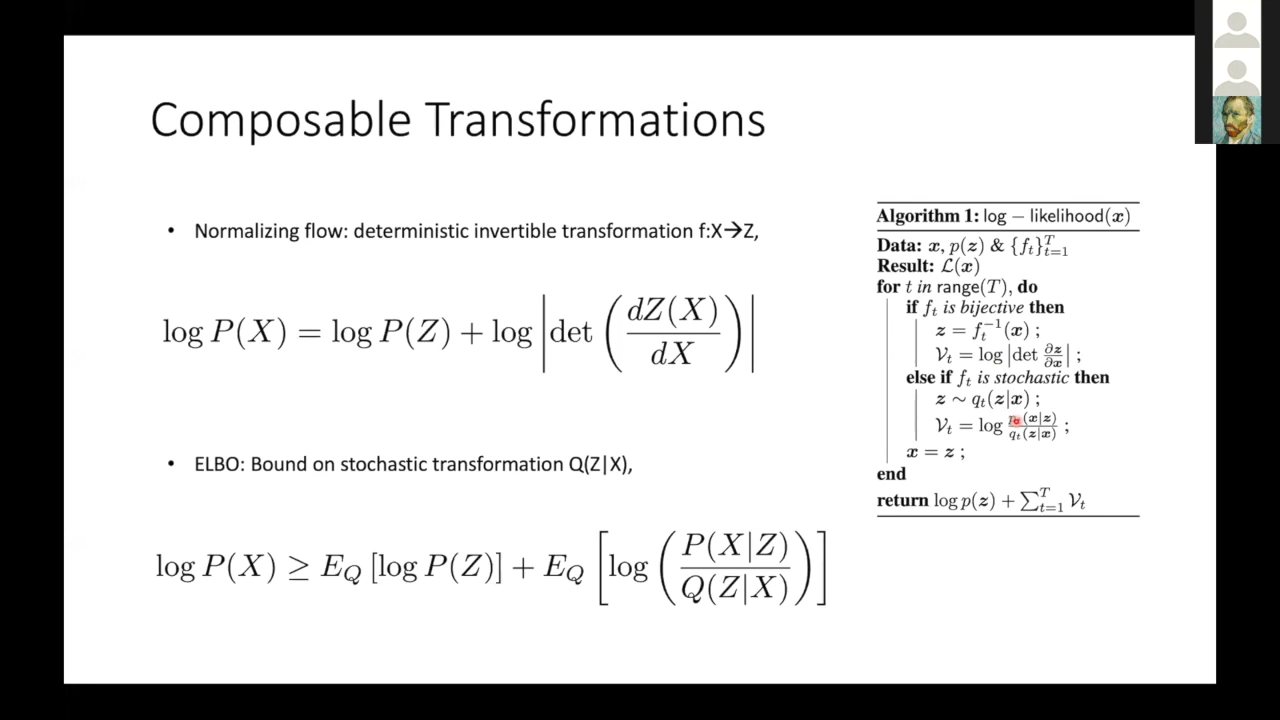 Composable Transformations
• Normalizing flow: deterministic invertible transformation f:X→Z,
log P(X) = log P(Z) + log |det (dZ(X)/dX)|
• ELBO: Bound on stochastic transformation Q(Z|X),
log P(X) ≥ E_Q [log P(Z)] + E_Q [log (P(X|Z)/Q(Z|X))]
Algorithm 1: log − likelihood(x)
Data: x, p(z) & {f_t}_{t=1}^T
Result: L(x)
for t in range(T), do
if f_t is bijective then
z = f_t^{−1}(x) ;
V_t = log |det ∂z/∂x| ;
else if f_t is stochastic then
z ∼ q_t(z|x) ;
V_t = log (x|z)/q_t(z|x) ;
x = z ;
end
return log p(z) + ∑_{t=1}^T V_t